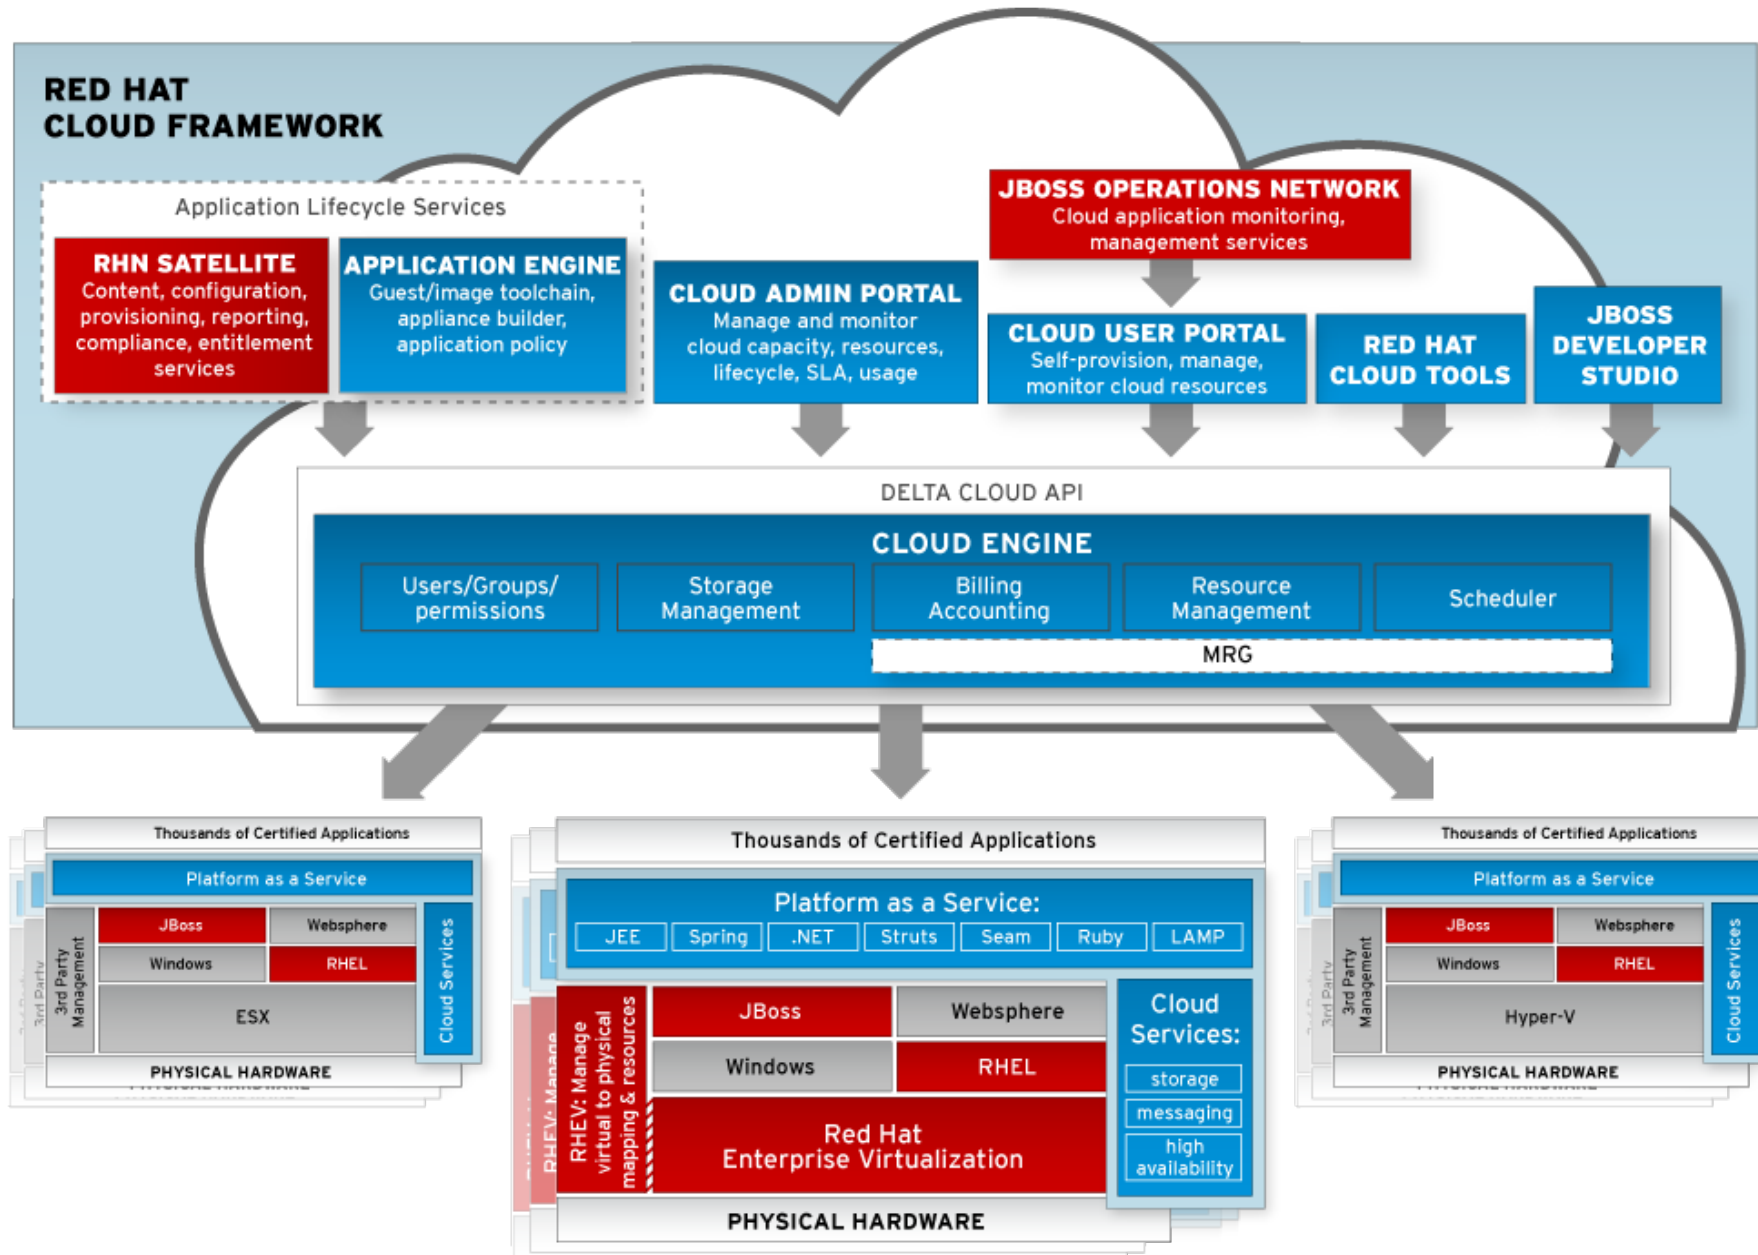 RED HAT
CLOUD FRAMEWORK
Application Lifecycle Services
RHN SATELLITE
Content, configuration,
provisioning, reporting,
compliance, entitlement
services
APPLICATION ENGINE
Guest/image toolchain,
appliance builder,
application policy
CLOUD ADMIN PORTAL
Manage and monitor
cloud capacity, resources,
lifecycle, SLA, usage
JBOSS OPERATIONS NETWORK
Cloud application monitoring,
management services
CLOUD USER PORTAL
Self-provision, manage,
monitor cloud resources
RED HAT
CLOUD TOOLS
JBOSS
DEVELOPER
STUDIO
DELTA CLOUD API
CLOUD ENGINE
Users/Groups/
permissions
Storage
Management
Billing
Accounting
Resource
Management
Scheduler
MRG
Thousands of Certified Applications
Platform as a Service
3rd Party
3rd Party
Management
JBoss
Websphere
Windows
RHEL
ESX
Cloud Services
PHYSICAL HARDWARE
Thousands of Certified Applications
Platform as a Service:
JEE
Spring
.NET
Struts
Seam
Ruby
LAMP
RHEV: Manage
RHEV: Manage
virtual to physical
mapping & resources
JBoss
Websphere
Windows
RHEL
Red Hat
Enterprise Virtualization
Cloud
Services:
storage
messaging
high
availability
PHYSICAL HARDWARE
Thousands of Certified Applications
Platform as a Service
3rd Party
3rd Party
Management
JBoss
Websphere
Windows
RHEL
Hyper-V
Cloud Services
PHYSICAL HARDWARE